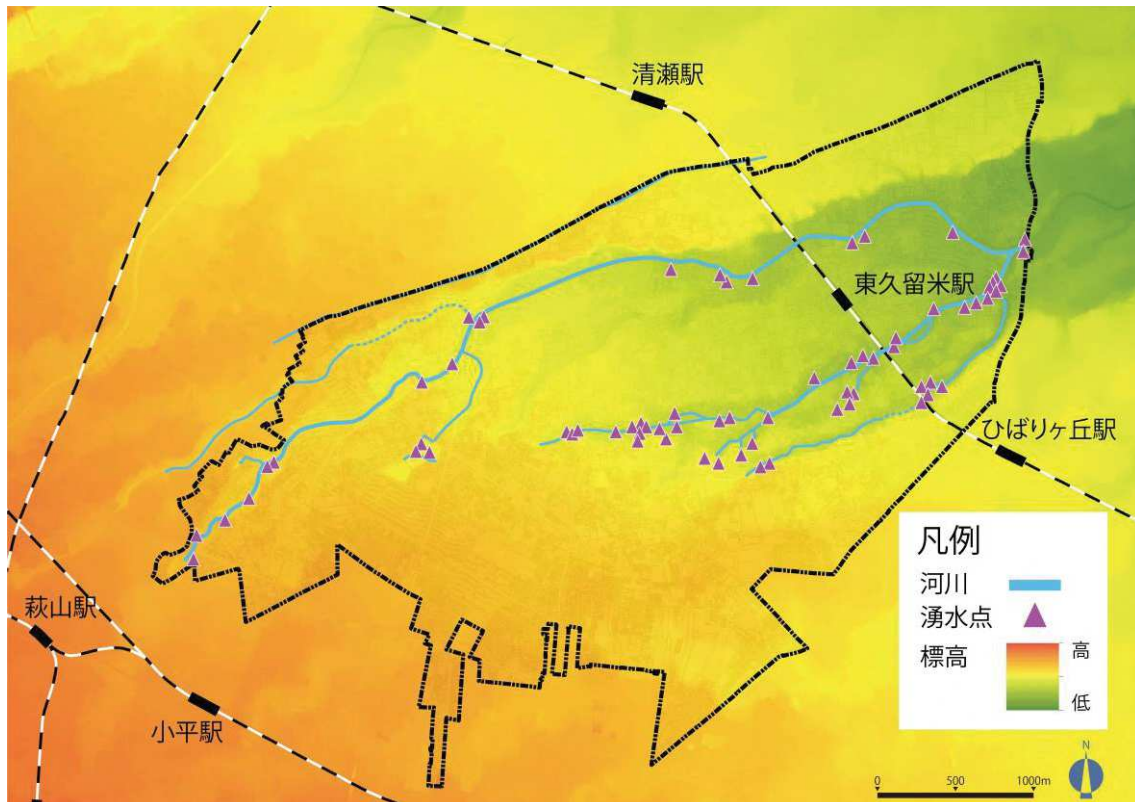 清瀬駅
東久留米駅
ひばりヶ丘駅
凡例
河川
湧水点
標高
高
低
萩山駅
小平駅
N
0 500 1000m